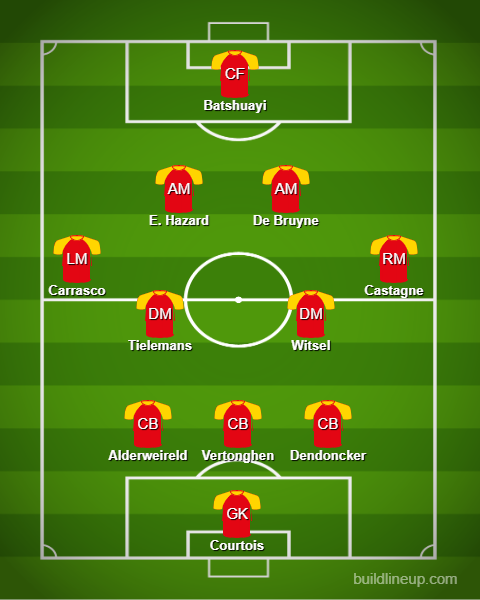 CF
Batshuayi
AM
AM
E. Hazard
De Bruyne
LM
RM
Carrasco
Castagne
DM
DM
Tielemans
Witsel
CB
CB
CB
Alderweireld
Vertonghen
Dendoncker
GK
Courtois
buildlineup.com